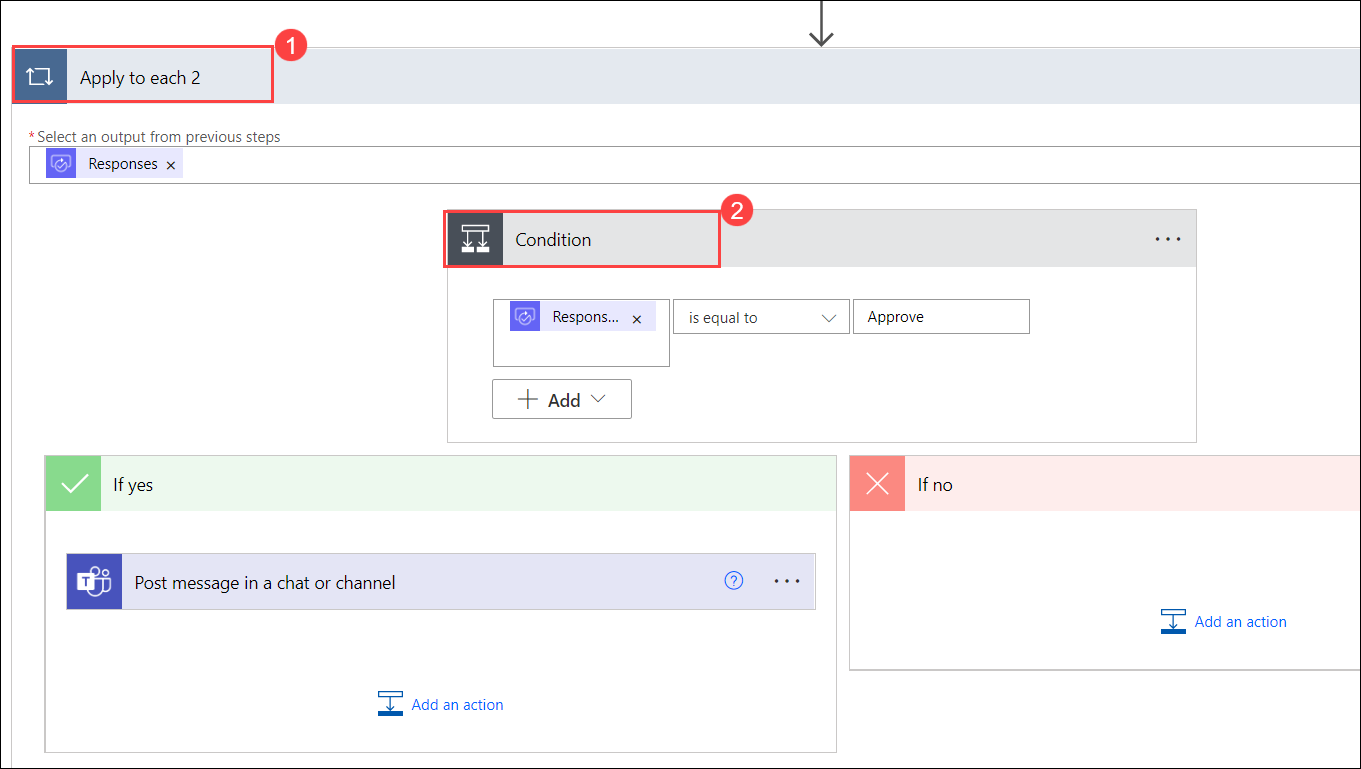 1
Apply to each 2
*Select an output from previous steps
Responses ×
2
Condition
...
Respons... ×
is equal to
Approve
+ Add
If yes
If no
T
Post message in a chat or channel
?
...
Add an action
Add an action